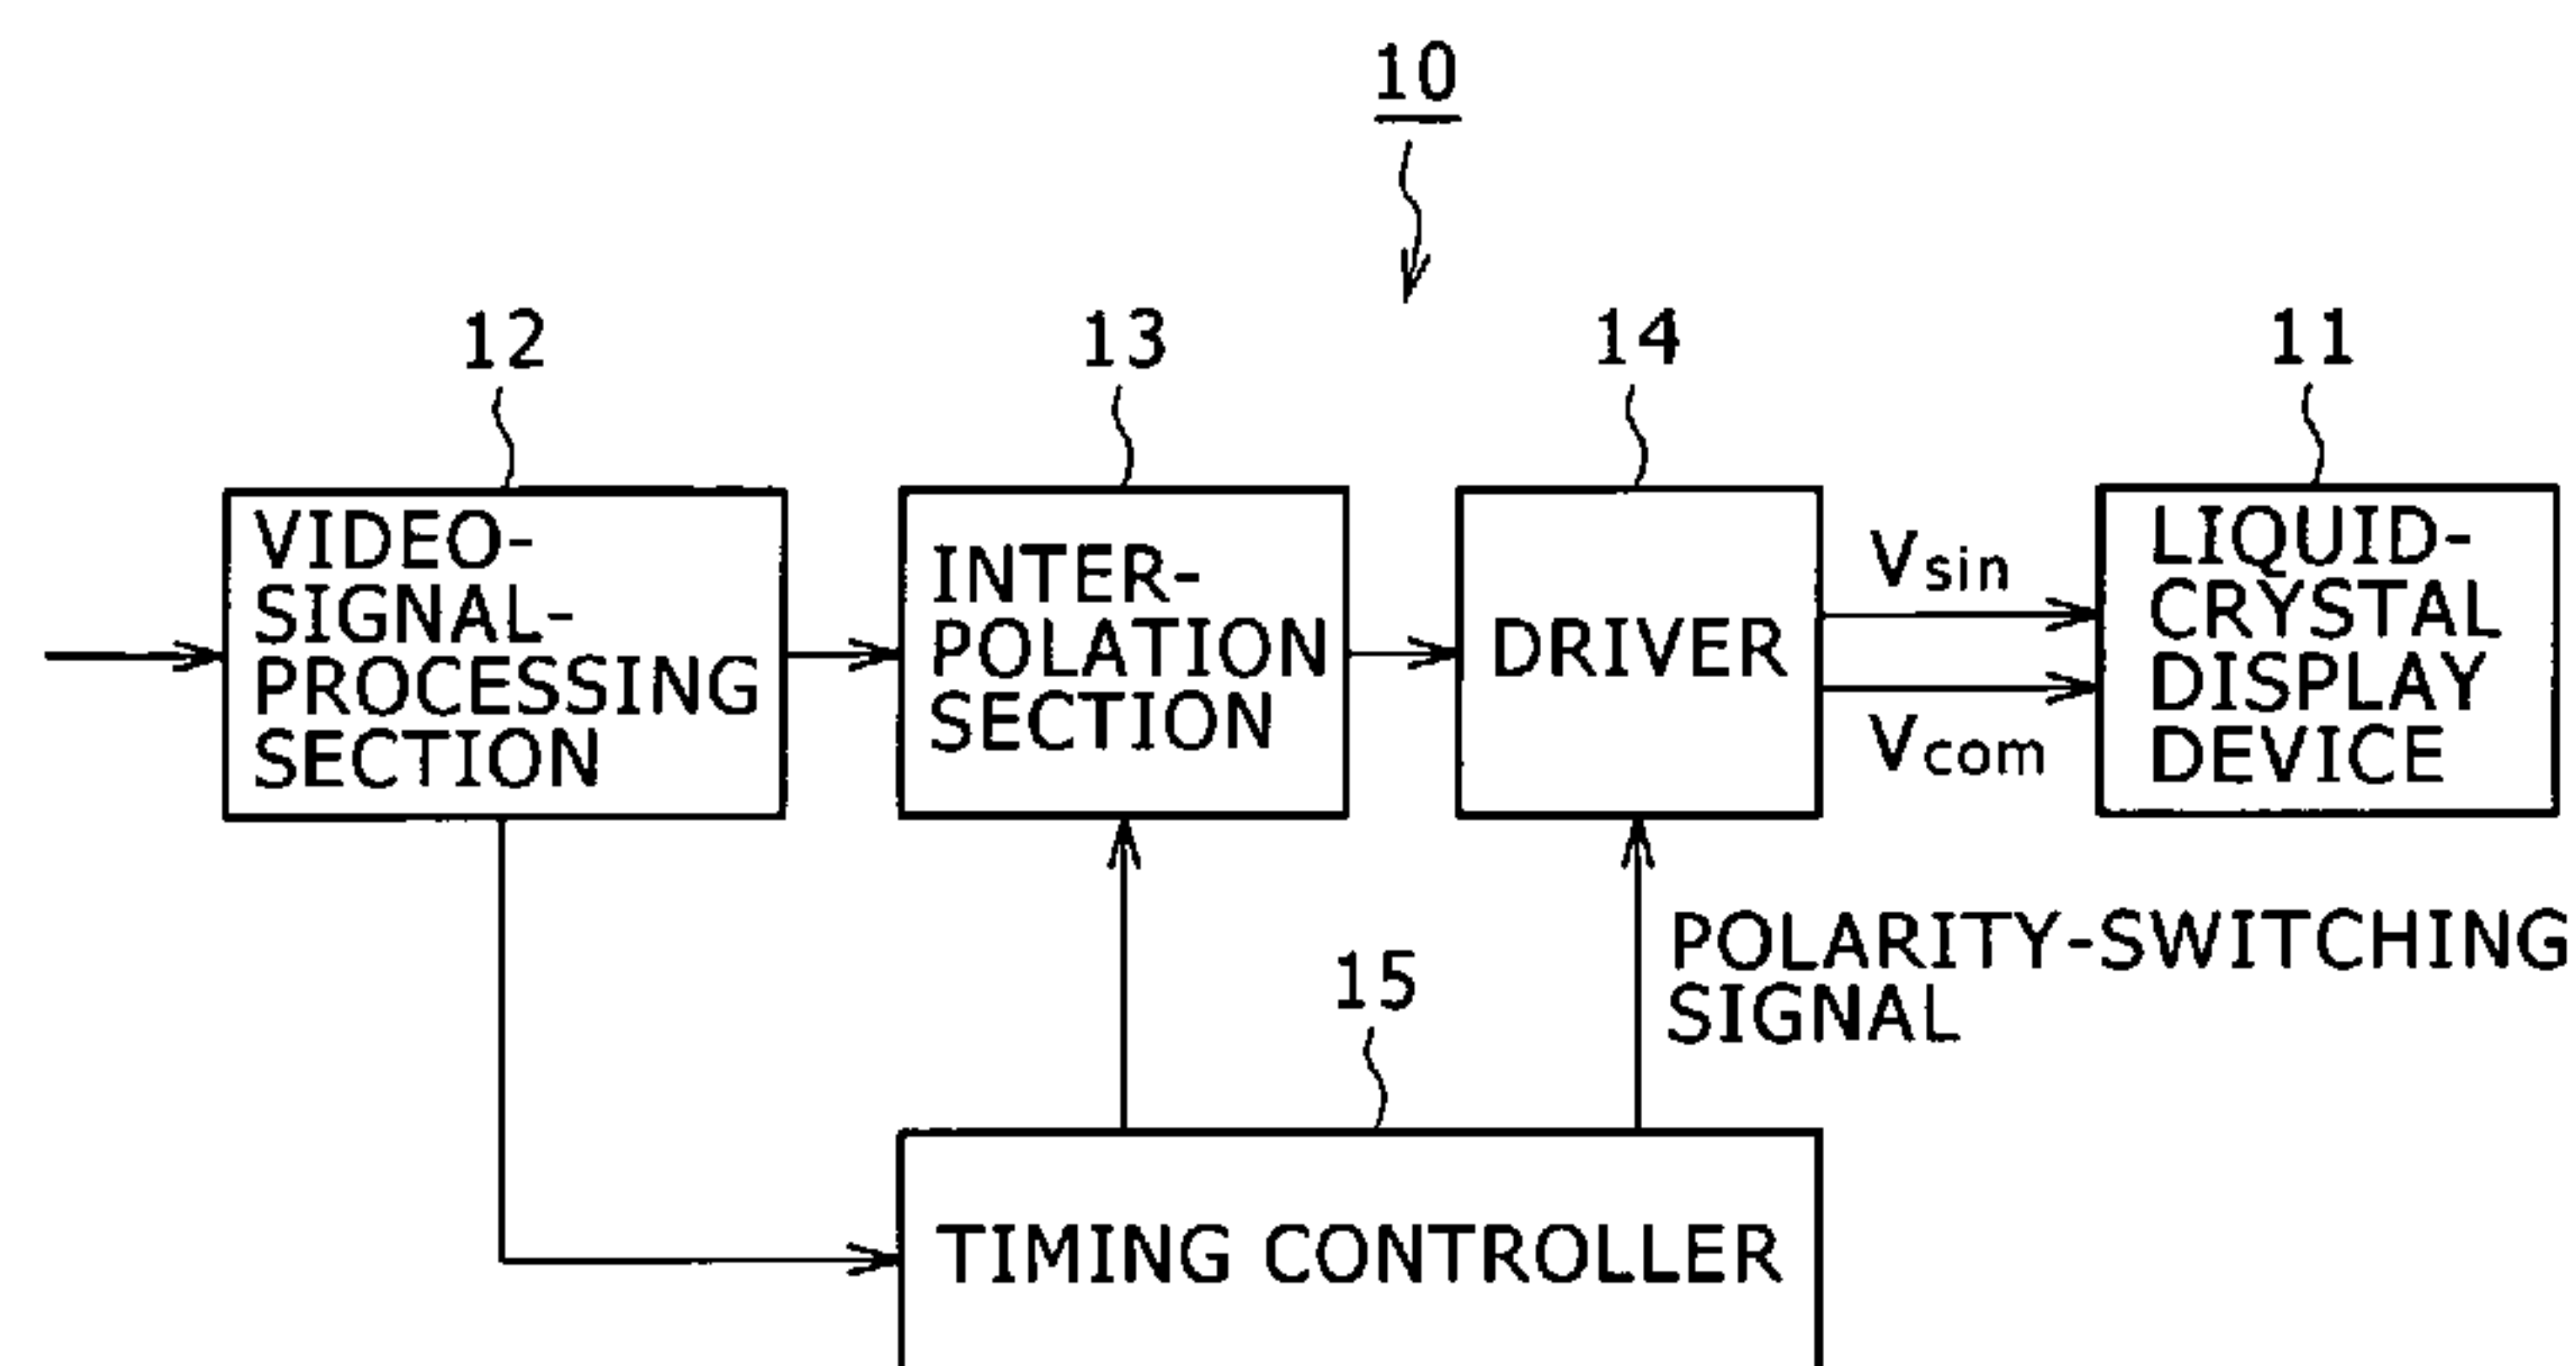 10
12
13
14
11
VIDEO-
SIGNAL-
PROCESSING
SECTION
INTER-
POLATION
SECTION
DRIVER
Vsin
Vcom
LIQUID-
CRYSTAL
DISPLAY
DEVICE
POLARITY-SWITCHING
SIGNAL
15
TIMING CONTROLLER